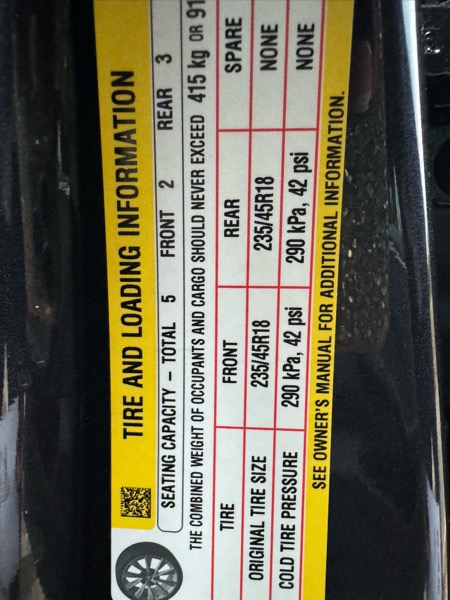 TIRE AND LOADING INFORMATION
SEATING CAPACITY – TOTAL 5 FRONT 2 REAR 3
THE COMBINED WEIGHT OF OCCUPANTS AND CARGO SHOULD NEVER EXCEED 415 kg OR 91
TIRE FRONT REAR SPARE
ORIGINAL TIRE SIZE 235/45R18 235/45R18 NONE
COLD TIRE PRESSURE 290 kPa, 42 psi 290 kPa, 42 psi NONE
SEE OWNER'S MANUAL FOR ADDITIONAL INFORMATION.